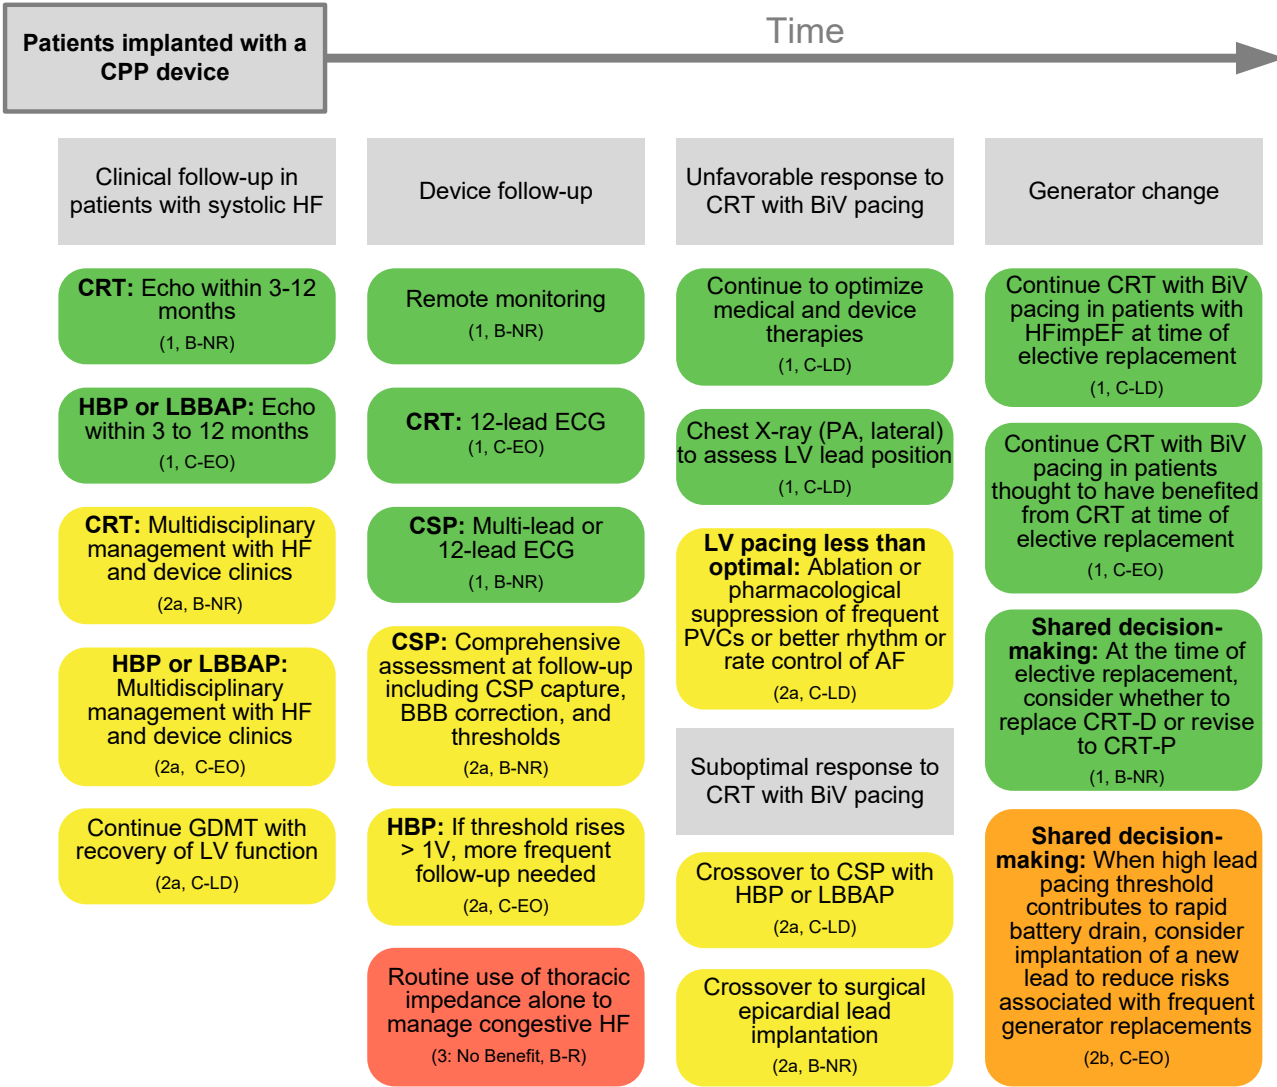 Patients implanted with a
CPP device
Time
Clinical follow-up in
patients with systolic HF
CRT: Echo within 3-12
months
(1, B-NR)
HBP or LBBAP: Echo
within 3 to 12 months
(1, C-EO)
CRT: Multidisciplinary
management with HF
and device clinics
(2a, B-NR)
HBP or LBBAP:
Multidisciplinary
management with HF
and device clinics
(2a, C-EO)
Continue GDMT with
recovery of LV function
(2a, C-LD)
Device follow-up
Remote monitoring
(1, B-NR)
CRT: 12-lead ECG
(1, C-EO)
CSP: Multi-lead or
12-lead ECG
(1, B-NR)
CSP: Comprehensive
assessment at follow-up
including CSP capture,
BBB correction, and
thresholds
(2a, B-NR)
HBP: If threshold rises
> 1V, more frequent
follow-up needed
(2a, C-EO)
Routine use of thoracic
impedance alone to
manage congestive HF
(3: No Benefit, B-R)
Unfavorable response to
CRT with BiV pacing
Continue to optimize
medical and device
therapies
(1, C-LD)
Chest X-ray (PA, lateral)
to assess LV lead position
(1, C-LD)
LV pacing less than
optimal: Ablation or
pharmacological
suppression of frequent
PVCs or better rhythm or
rate control of AF
(2a, C-LD)
Suboptimal response to
CRT with BiV pacing
Crossover to CSP with
HBP or LBBAP
(2a, C-LD)
Crossover to surgical
epicardial lead
implantation
(2a, B-NR)
Generator change
Continue CRT with BiV
pacing in patients with
HFimpEF at time of
elective replacement
(1, C-LD)
Continue CRT with BiV
pacing in patients
thought to have benefited
from CRT at time of
elective replacement
(1, C-EO)
Shared decision-
making: At the time of
elective replacement,
consider whether to
replace CRT-D or revise
to CRT-P
(1, B-NR)
Shared decision-
making: When high lead
pacing threshold
contributes to rapid
battery drain, consider
implantation of a new
lead to reduce risks
associated with frequent
generator replacements
(2b, C-EO)